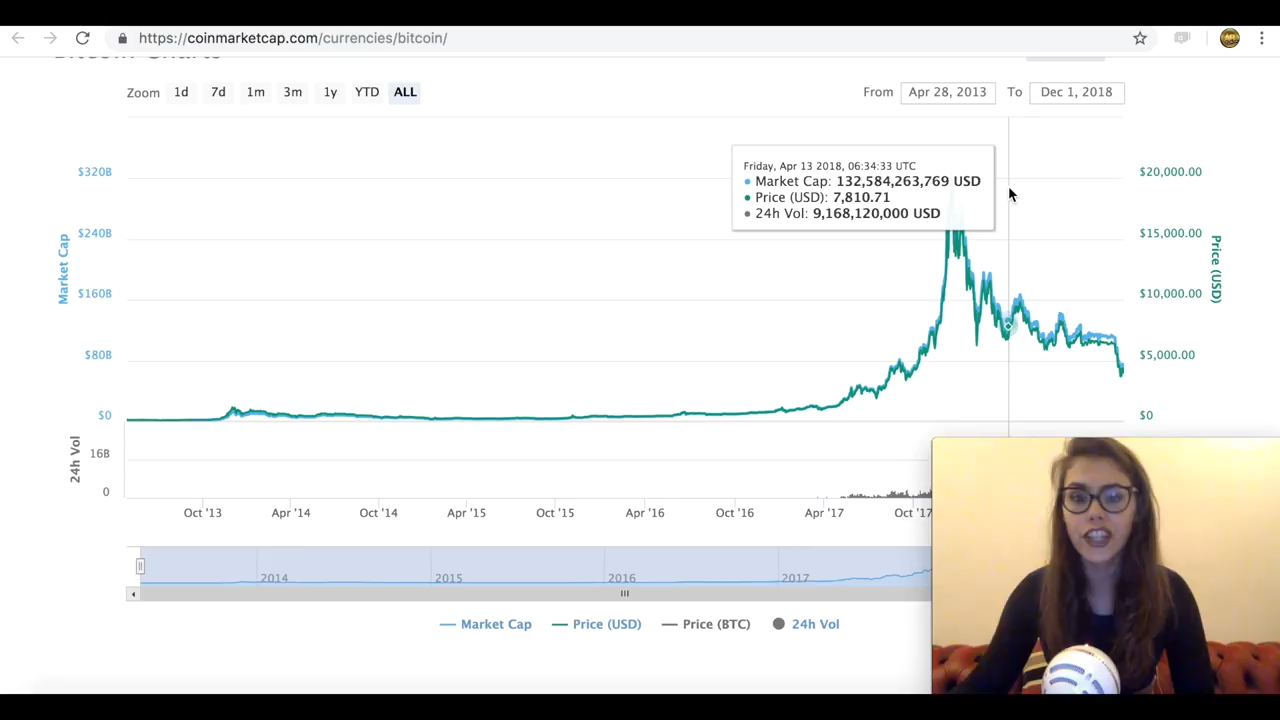 https://coinmarketcap.com/currencies/bitcoin/
Bitcoin Charts
Zoom 1d 7d 1m 3m 1y YTD ALL
From Apr 28, 2013 To Dec 1, 2018
Friday, Apr 13 2018, 06:34:33 UTC
Market Cap: 132,584,263,769 USD
Price (USD): 7,810.71
24h Vol: 9,168,120,000 USD
$320B
$240B
$160B
$80B
$0
Market Cap
$20,000.00
$15,000.00
$10,000.00
$5,000.00
$0
Price (USD)
24h Vol
16B
0
Oct '13 Apr '14 Oct '14 Apr '15 Oct '15 Apr '16 Oct '16 Apr '17 Oct '17
2014 2015 2016 2017
Market Cap Price (USD) Price (BTC) 24h Vol